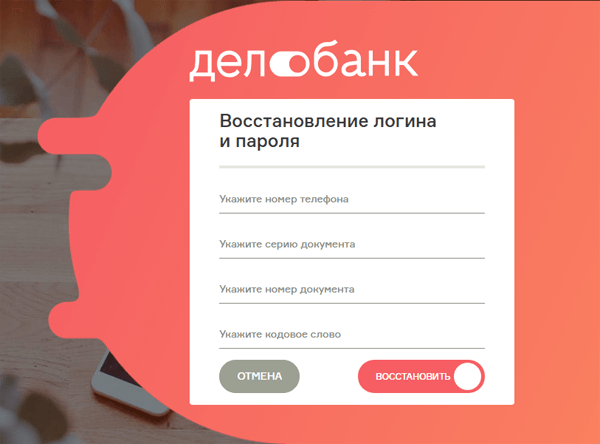 делобанк
Восстановление логина
и пароля
Укажите номер телефона
Укажите серию документа
Укажите номер документа
Укажите кодовое слово
ОТМЕНА
ВОССТАНОВИТЬ